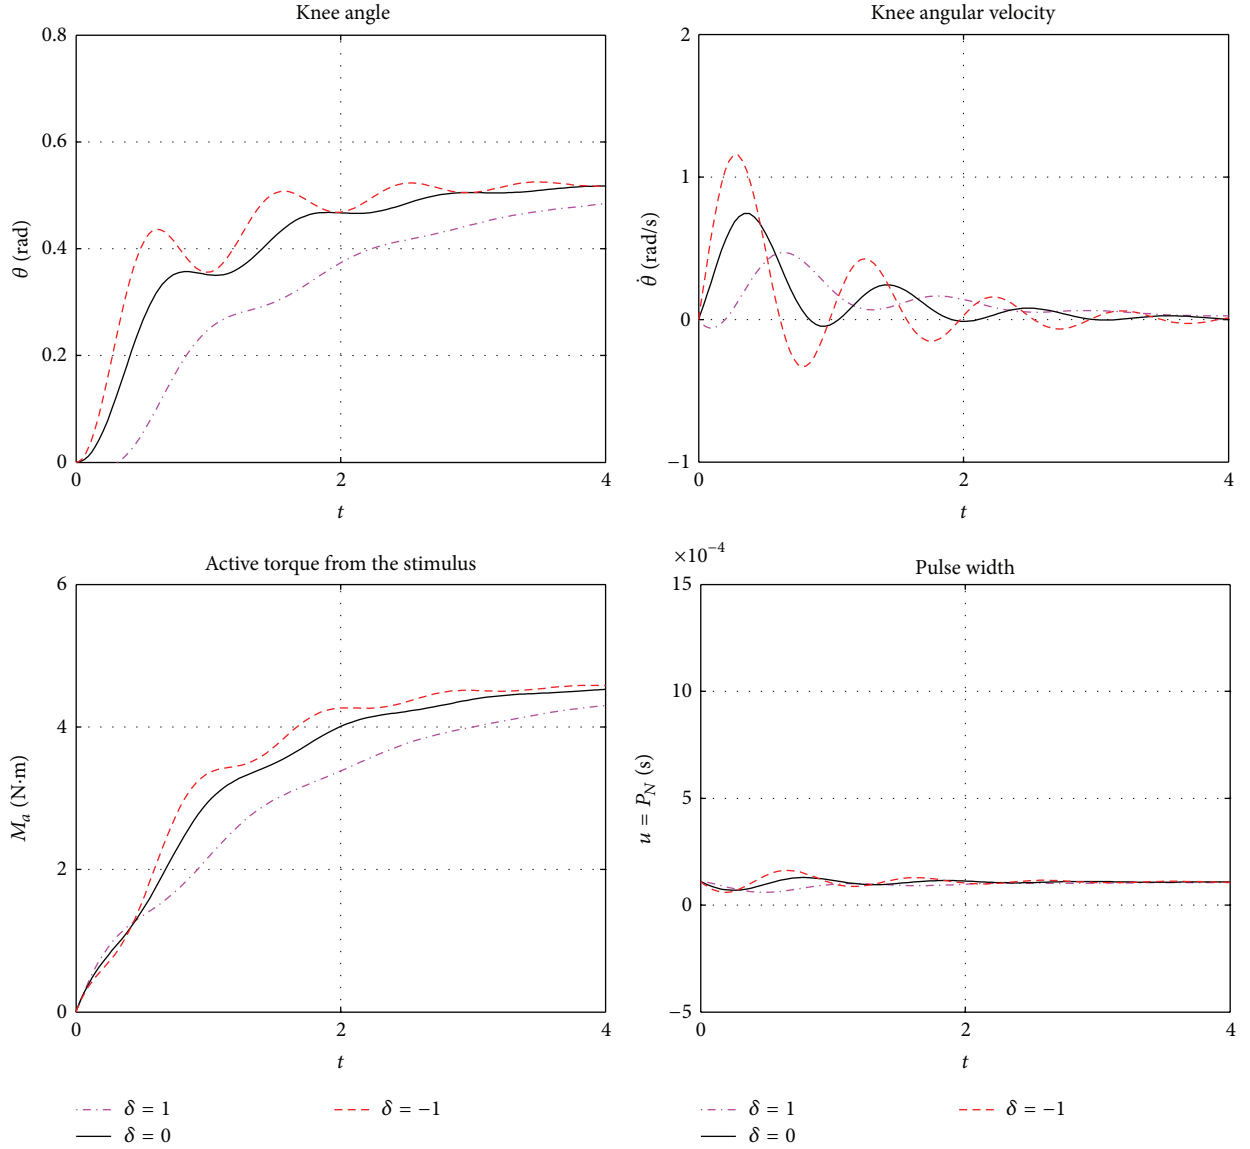 Knee angle
0.8
0.6
0.4
0.2
0
θ (rad)
0 2 4
t
Knee angular velocity
2
1
0
−1
θ̇ (rad/s)
0 2 4
t
Active torque from the stimulus
6
4
2
0
M_a (N·m)
0 2 4
t
δ = 1
δ = −1
δ = 0
Pulse width
×10⁻⁴
15
10
5
0
−5
u = P_N (s)
0 2 4
t
δ = 1
δ = −1
δ = 0